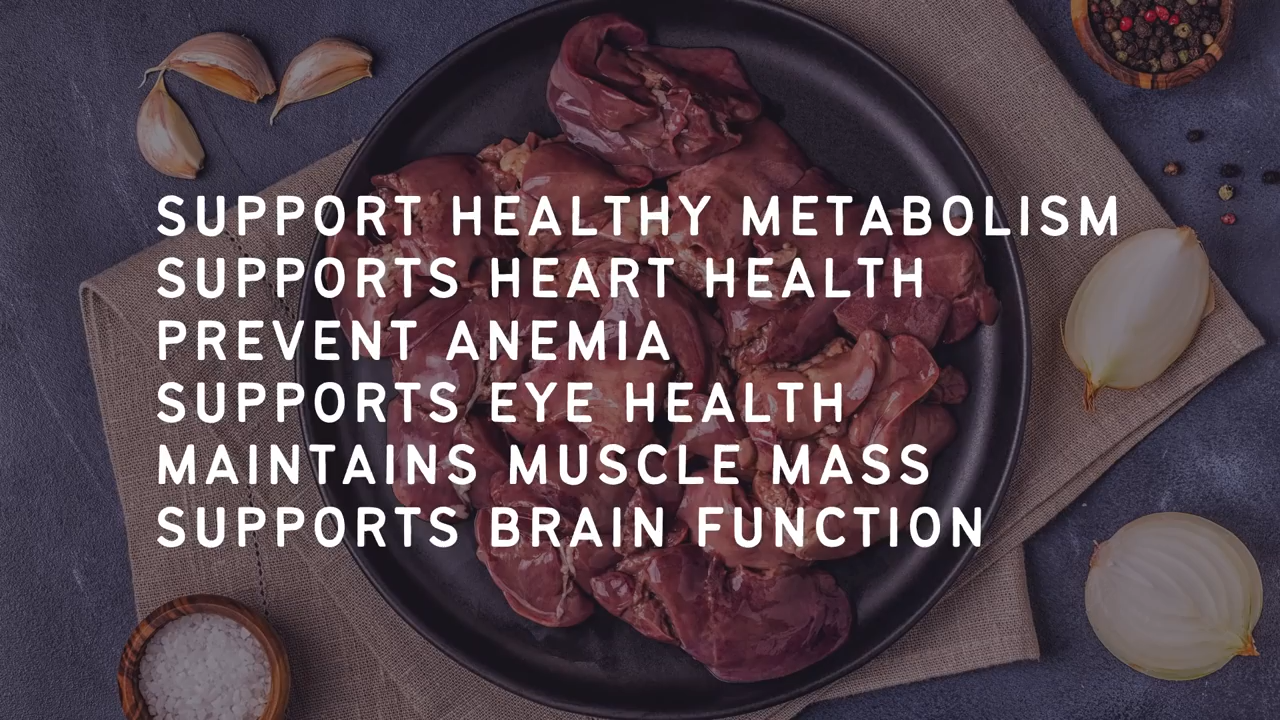 SUPPORT HEALTHY METABOLISM
SUPPORTS HEART HEALTH
PREVENT ANEMIA
SUPPORTS EYE HEALTH
MAINTAINS MUSCLE MASS
SUPPORTS BRAIN FUNCTION